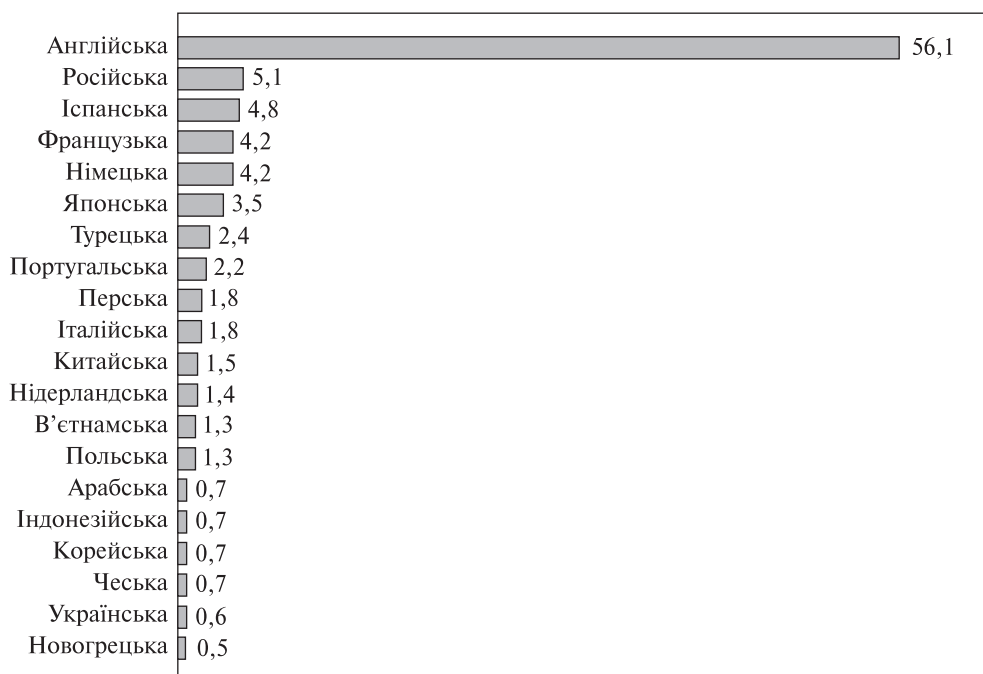 Англійська 56,1
Російська 5,1
Іспанська 4,8
Французька 4,2
Німецька 4,2
Японська 3,5
Турецька 2,4
Португальська 2,2
Перська 1,8
Італійська 1,8
Китайська 1,5
Нідерландська 1,4
В’єтнамська 1,3
Польська 1,3
Арабська 0,7
Індонезійська 0,7
Корейська 0,7
Чеська 0,7
Українська 0,6
Новогрецька 0,5